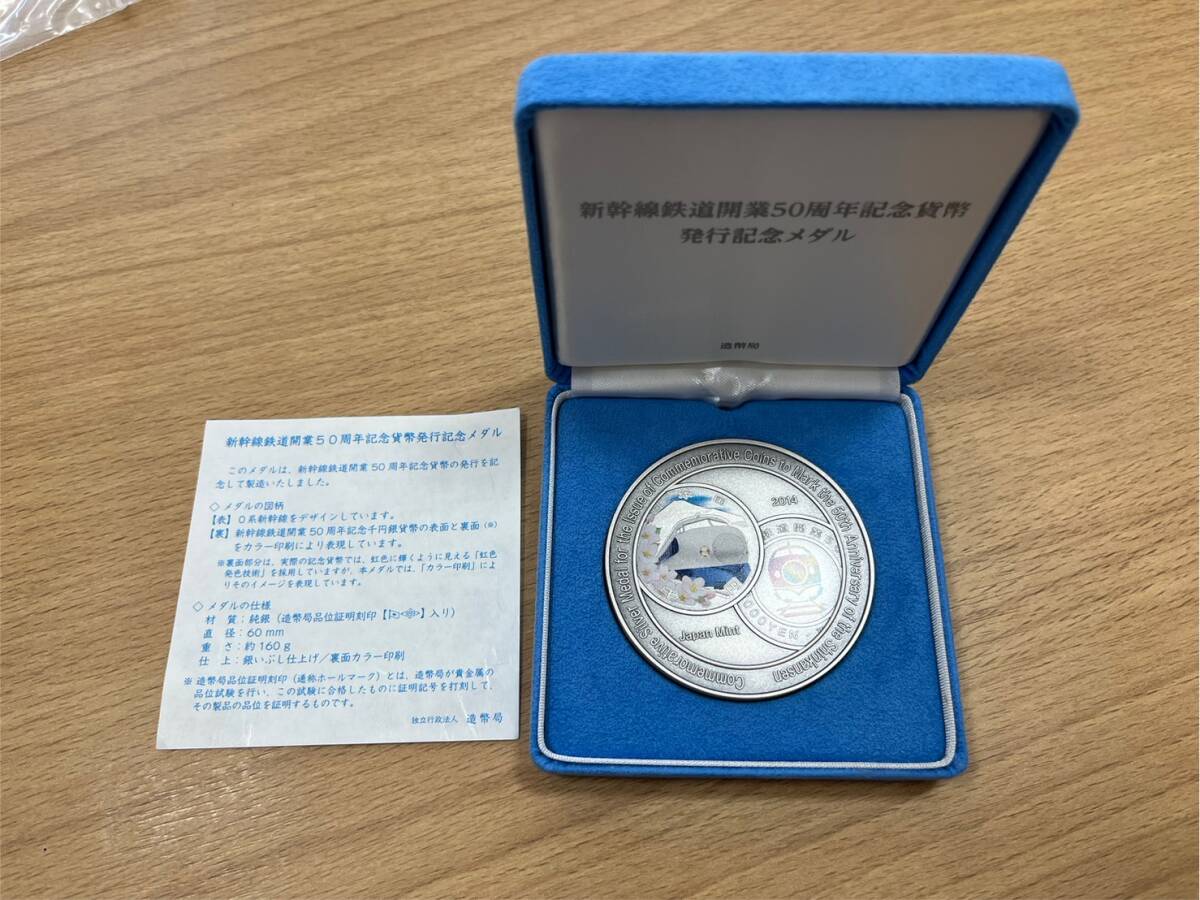 新幹線鉄道開業50周年記念貨幣
発行記念メダル
造幣局
新幹線鉄道開業50周年記念貨幣発行記念メダル
このメダルは、新幹線鉄道開業50周年記念貨幣の発行を記
念して製造いたしました。
◇メダルの図柄
【表】0系新幹線をデザインしています。
【裏】新幹線鉄道開業50周年記念千円銀貨幣の表面と裏面(※)
をカラー印刷により表現しています。
※裏面部分は、実際の記念貨幣では、虹色に輝くように見える「虹色
発色技術」を採用していますが、本メダルでは、「カラー印刷」によ
りそのイメージを表現しています。
◇メダルの仕様
材 質:純銀(造幣局品位証明刻印【】入り)
直 径:60mm
重 さ:約160g
仕 上:銀いぶし仕上げ/裏面カラー印刷
※造幣局品位証明刻印(通称ホールマーク)とは、造幣局が貴金属の
品位試験を行い、この試験に合格したものに証明記号を打刻して、
その製品の品位を証明するものです。
独立行政法人 造幣局
Commemorative Silver Medal for the Issue of Commemorative Coins to Mark the 50th Anniversary of the Shinkansen
2014
Japan Mint
000YEN